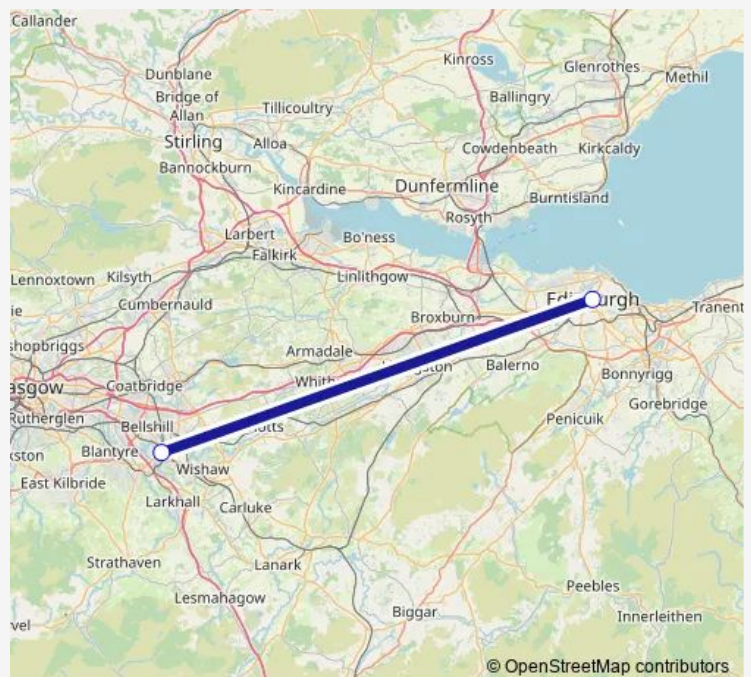 Callander
Kinross
Glenrothes
Methil
Dunblane
Bridge of
Allan
Tillicoultry
Ballingry
Stirling
Alloa
Cowdenbeath
Kirkcaldy
Bannockburn
Kincardine
Dunfermline
Burntisland
Rosyth
Larbert
Bo'ness
Falkirk
Lennoxtown
Kilsyth
Linlithgow
Cumbernauld
Broxburn
Tranent
shopbriggs
Armadale
Balerno
Bonnyrigg
asgow
Coatbridge
Gorebridge
Rutherglen
Bellshill
Penicuik
Blantyre
Wishaw
East Kilbride
Larkhall
Carluke
Strathaven
Lanark
Lesmahagow
Peebles
Biggar
Innerleithen
© OpenStreetMap contributors